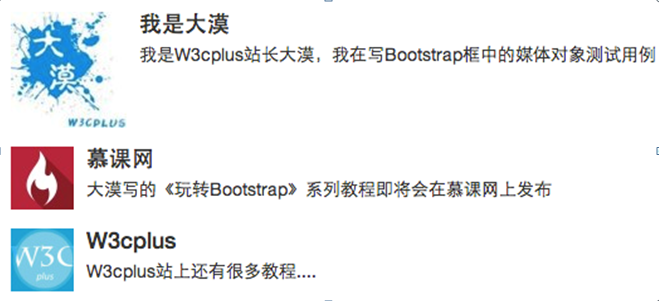 大漠
W3CPLUS
我是大漠
我是W3cplus站长大漠，我在写Bootstrap框中的媒体对象测试用例
慕课网
大漠写的《玩转Bootstrap》系列教程即将会在慕课网上发布
W3C
plus
W3cplus
W3cplus站上还有很多教程....